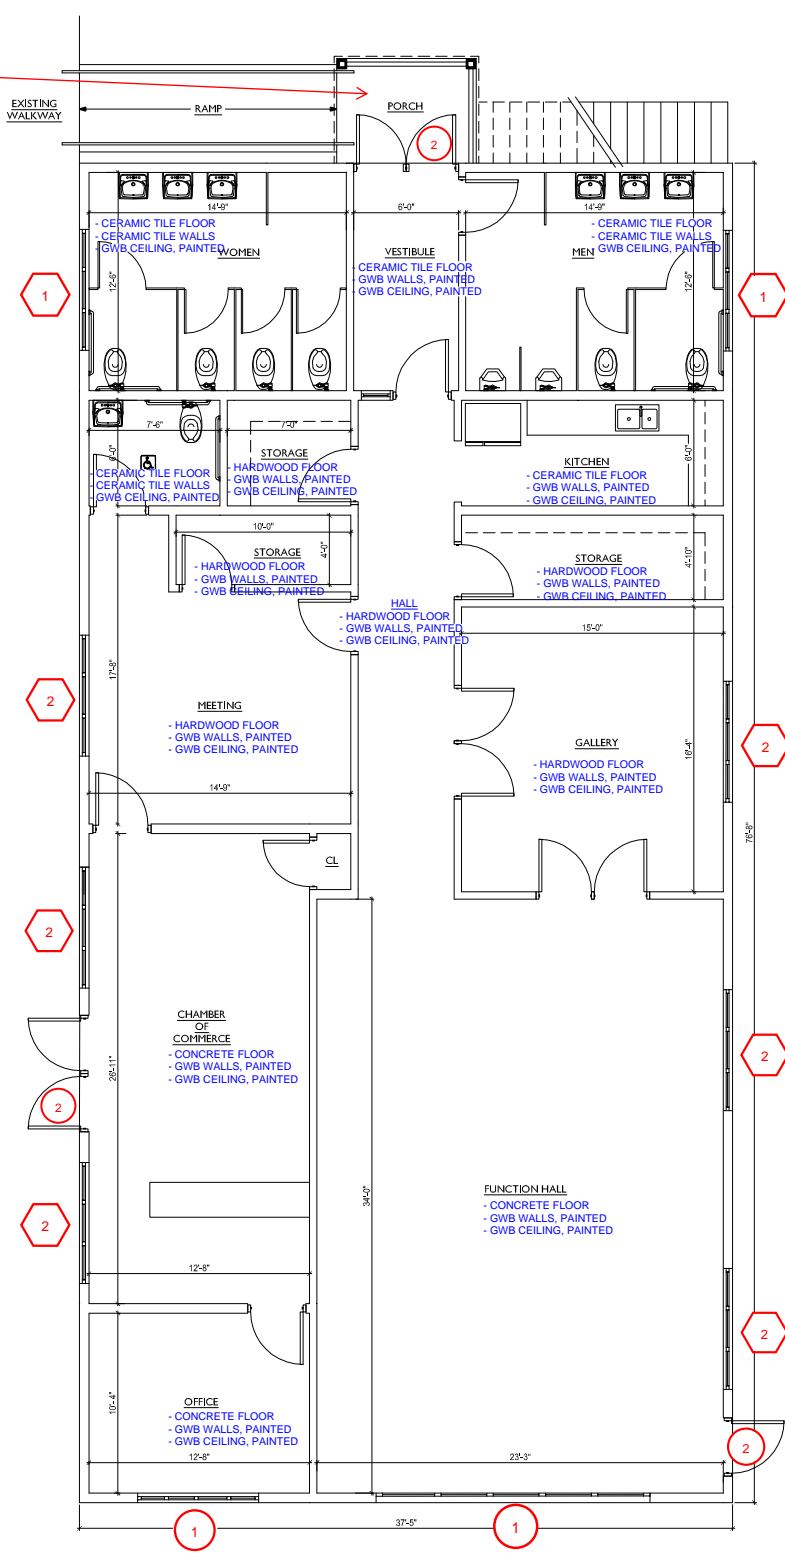 EXISTING
WALKWAY
RAMP
PORCH
2
14'-9"
6'-0"
14'-9"
- CERAMIC TILE FLOOR
- CERAMIC TILE WALLS
- GWB CEILING, PAINTED
WOMEN
12'-6"
VESTIBULE
- CERAMIC TILE FLOOR
- GWB WALLS, PAINTED
- GWB CEILING, PAINTED
- CERAMIC TILE FLOOR
- CERAMIC TILE WALLS
- GWB CEILING, PAINTED
MEN
12'-6"
1
1
7'-6"
6'-0"
- CERAMIC TILE FLOOR
- CERAMIC TILE WALLS
- GWB CEILING, PAINTED
7'-0"
STORAGE
- HARDWOOD FLOOR
- GWB WALLS, PAINTED
- GWB CEILING, PAINTED
KITCHEN
- CERAMIC TILE FLOOR
- GWB WALLS, PAINTED
- GWB CEILING, PAINTED
6'-0"
10'-0"
4'-0"
STORAGE
- HARDWOOD FLOOR
- GWB WALLS, PAINTED
- GWB CEILING, PAINTED
STORAGE
- HARDWOOD FLOOR
- GWB WALLS, PAINTED
- GWB CEILING, PAINTED
4'-10"
HALL
- HARDWOOD FLOOR
- GWB WALLS, PAINTED
- GWB CEILING, PAINTED
15'-0"
17'-8"
2
MEETING
- HARDWOOD FLOOR
- GWB WALLS, PAINTED
- GWB CEILING, PAINTED
14'-9"
GALLERY
- HARDWOOD FLOOR
- GWB WALLS, PAINTED
- GWB CEILING, PAINTED
16'-4"
2
76'-8"
CL
2
CHAMBER
OF
COMMERCE
- CONCRETE FLOOR
- GWB WALLS, PAINTED
- GWB CEILING, PAINTED
26'-11"
2
2
2
34'-0"
FUNCTION HALL
- CONCRETE FLOOR
- GWB WALLS, PAINTED
- GWB CEILING, PAINTED
12'-8"
2
10'-4"
OFFICE
- CONCRETE FLOOR
- GWB WALLS, PAINTED
- GWB CEILING, PAINTED
12'-8"
23'-3"
2
37'-5"
1
1